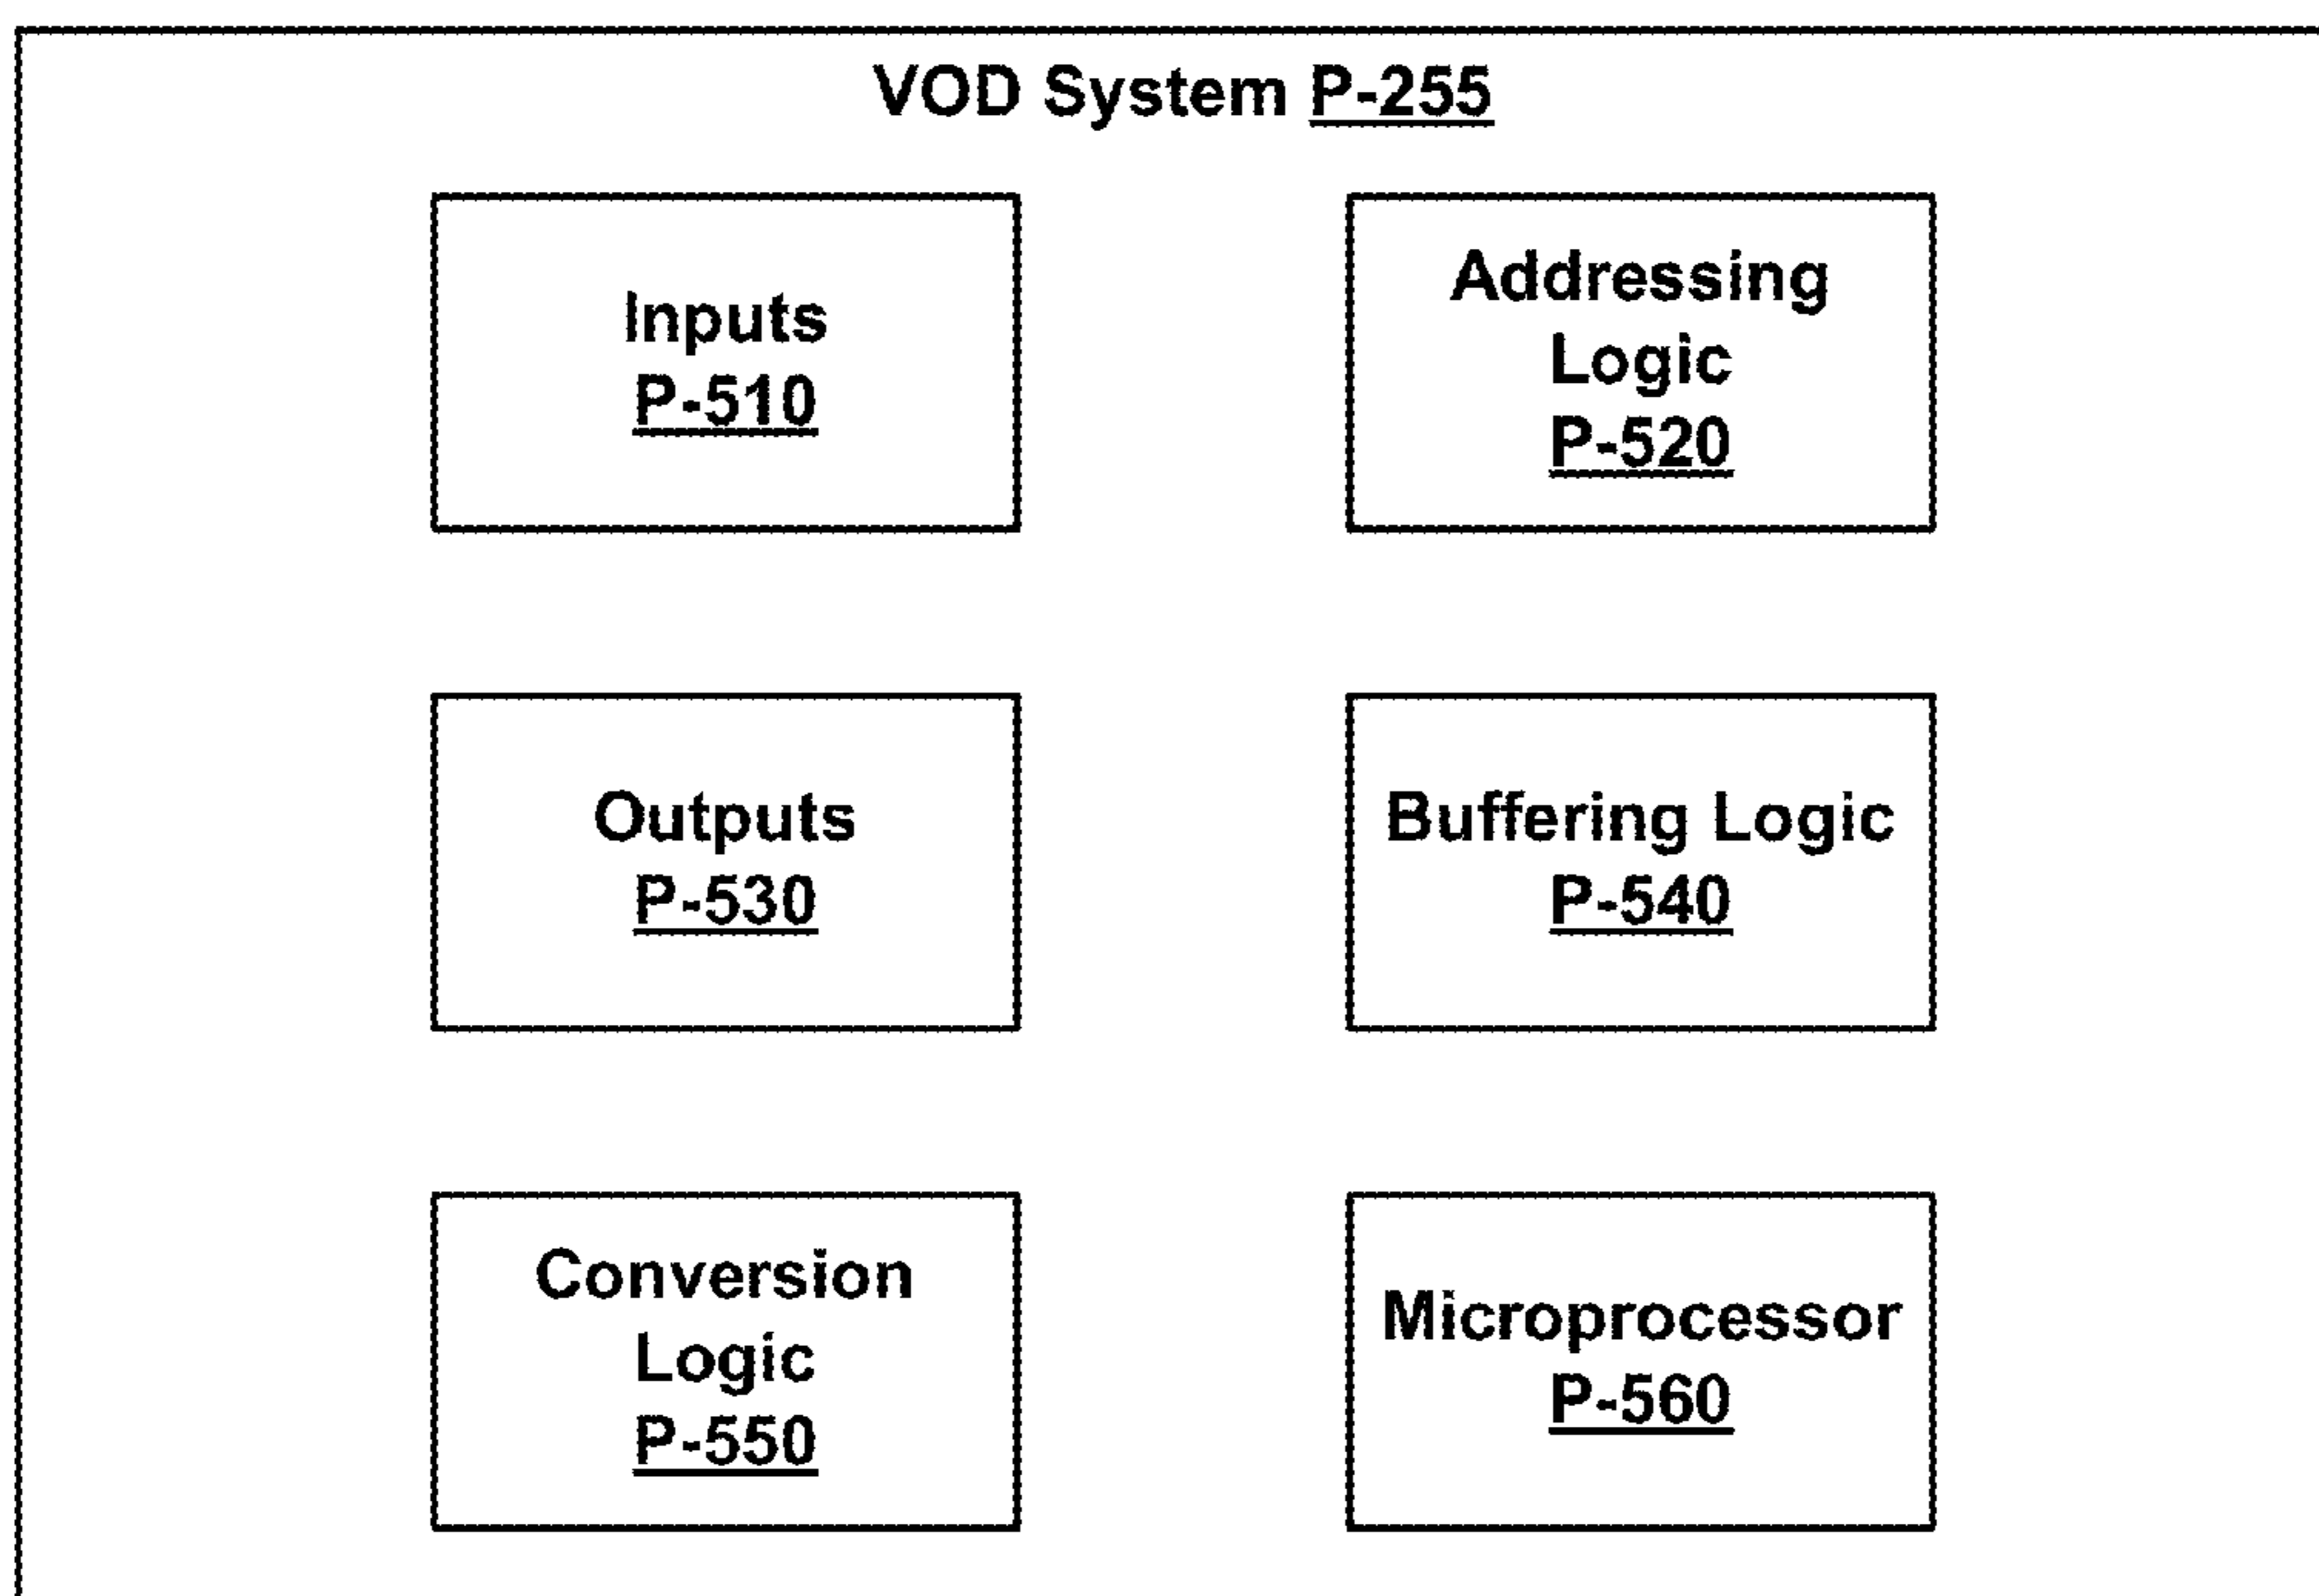 VOD System P-255
Inputs
P-510
Addressing
Logic
P-520
Outputs
P-530
Buffering Logic
P-540
Conversion
Logic
P-550
Microprocessor
P-560